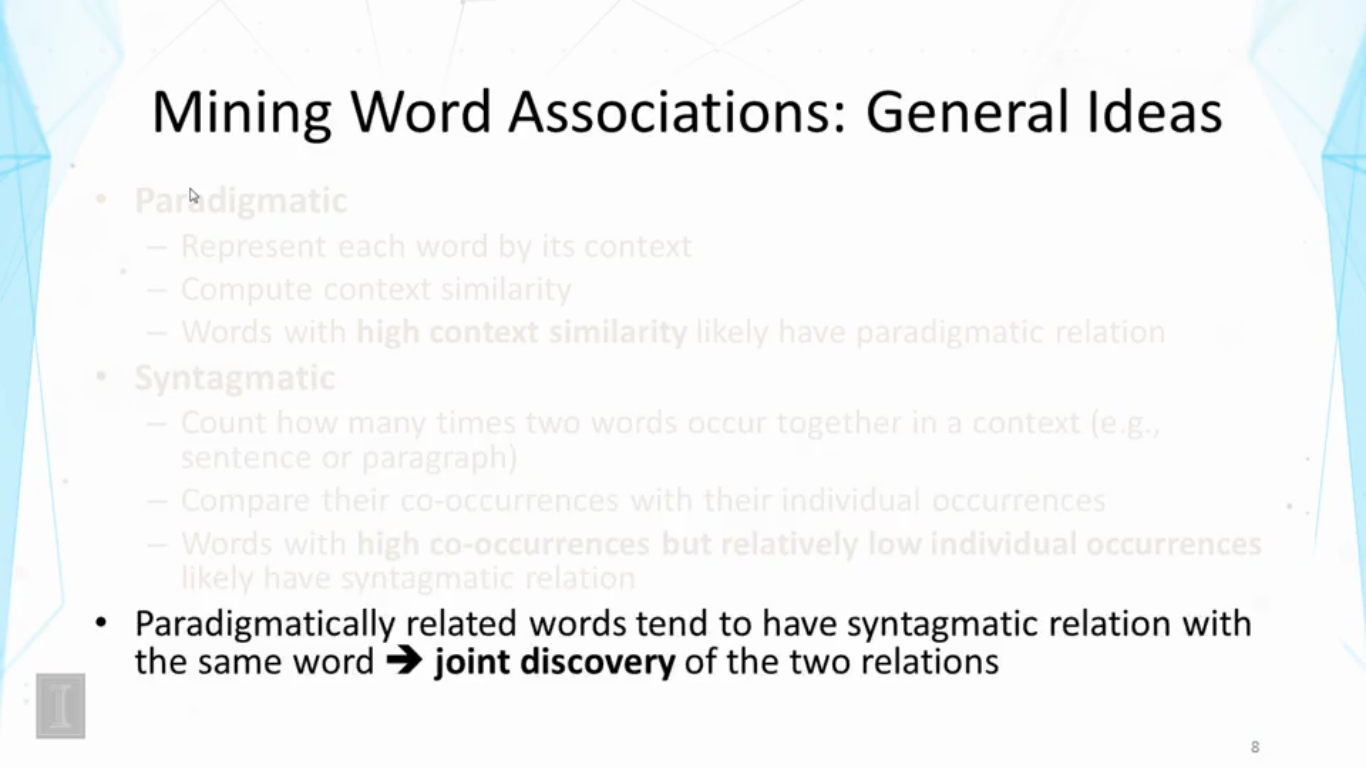 Mining Word Associations: General Ideas
• Paradigmatic
– Represent each word by its context
– Compute context similarity
– Words with high context similarity likely have paradigmatic relation
• Syntagmatic
– Count how many times two words occur together in a context (e.g.,
sentence or paragraph)
– Compare their co-occurrences with their individual occurrences
– Words with high co-occurrences but relatively low individual occurrences
likely have syntagmatic relation
• Paradigmatically related words tend to have syntagmatic relation with
the same word ➔ joint discovery of the two relations
I
8